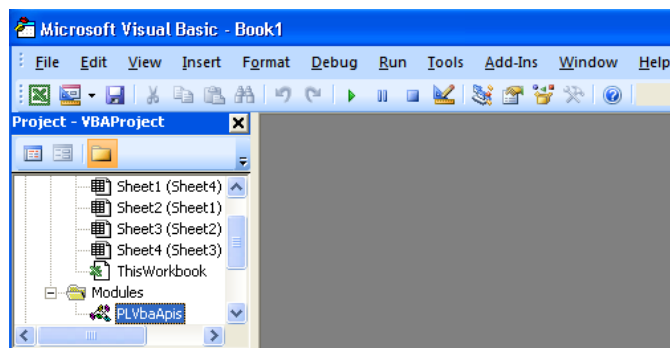 Microsoft Visual Basic - Book1
File Edit View Insert Format Debug Run Tools Add-Ins Window Help
Project - VBAProject
Sheet1 (Sheet4)
Sheet2 (Sheet1)
Sheet3 (Sheet2)
Sheet4 (Sheet3)
ThisWorkbook
Modules
PLVbaApis